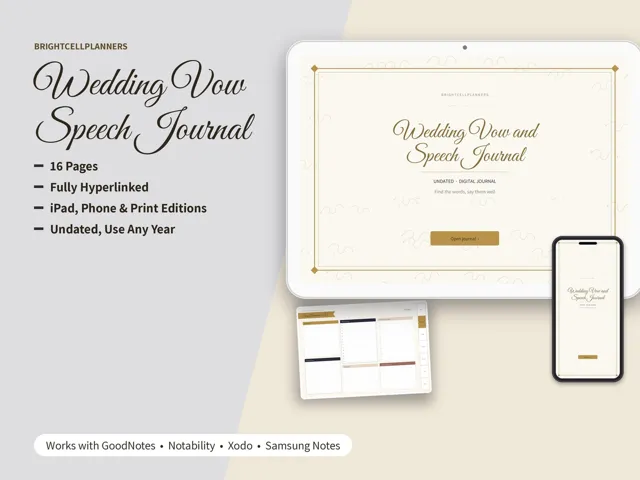 BRIGHTCELLPLANNERS
Wedding Vow
Speech Journal
16 Pages
Fully Hyperlinked
iPad, Phone & Print Editions
Undated, Use Any Year
BRIGHTCELLPLANNERS
Wedding Vow and
Speech Journal
UNDATED · DIGITAL JOURNAL
Find the words, say them well.
Open journal ›
Wedding Vow and
Speech Journal
Works with GoodNotes • Notability • Xodo • Samsung Notes